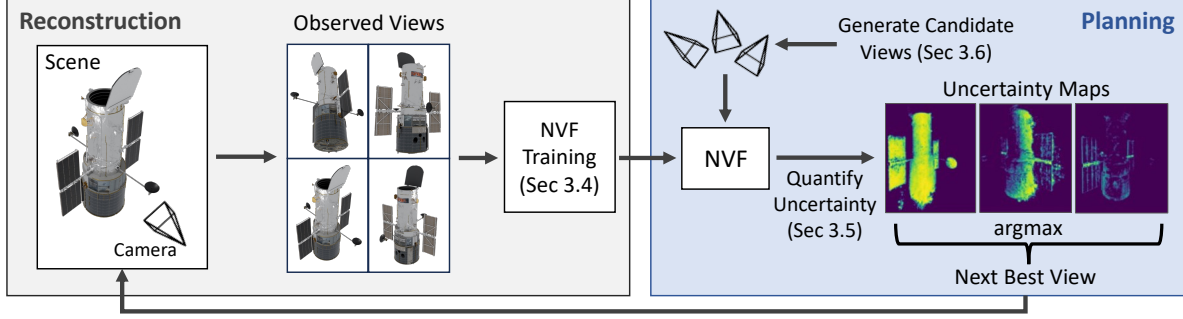 Reconstruction
Scene
Camera
Observed Views
NVF
Training
(Sec 3.4)
Planning
Generate Candidate
Views (Sec 3.6)
NVF
Quantify
Uncertainty
(Sec 3.5)
Uncertainty Maps
argmax
Next Best View